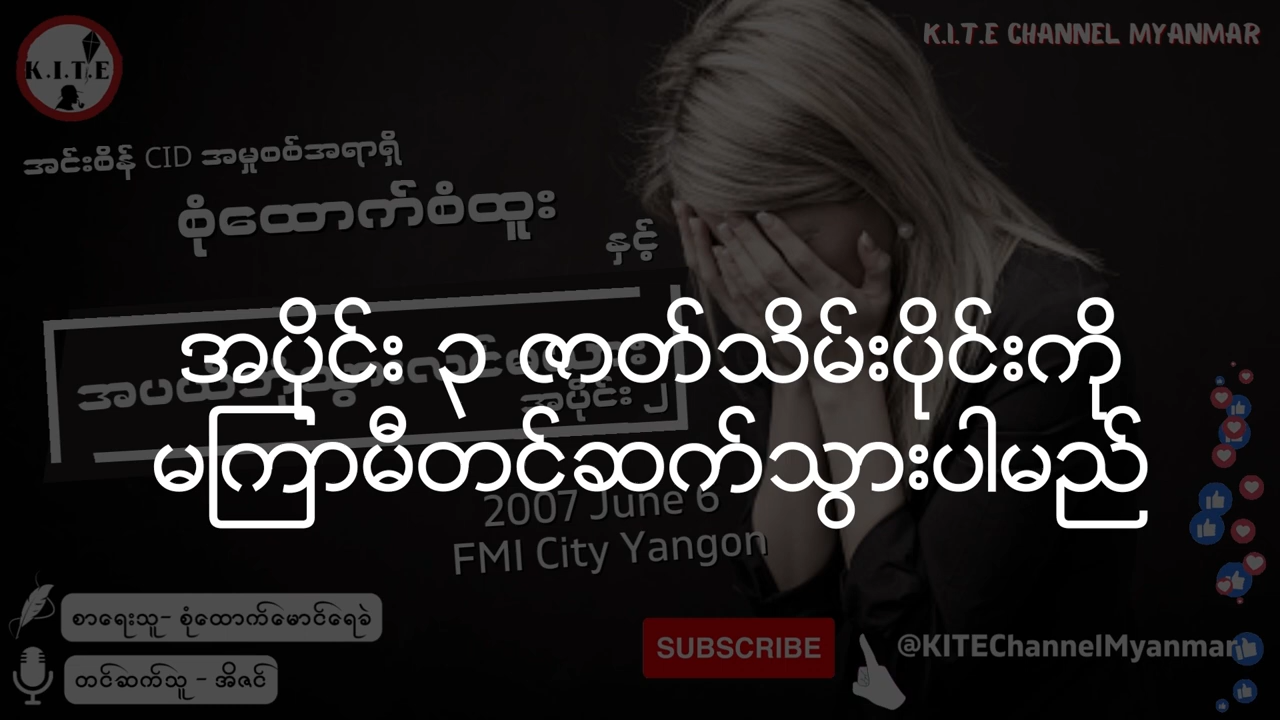 K.I.T.E CHANNEL MYANMAR
K.I.T.E
အင်းစိန် CID အမှုစစ်အရာရှိ
စုံထောက်စံထူး
နှင့်
အပိုင်း ၂
အပိုင်း ၃ ဇာတ်သိမ်းပိုင်းကို
မကြာမီတင်ဆက်သွားပါမည်
2007 June 6
FMI City Yangon
စာရေးသူ- စုံထောက်မောင်ရေခဲ
တင်ဆက်သူ - အိဇင်
SUBSCRIBE
@KITEChannelMyanmar